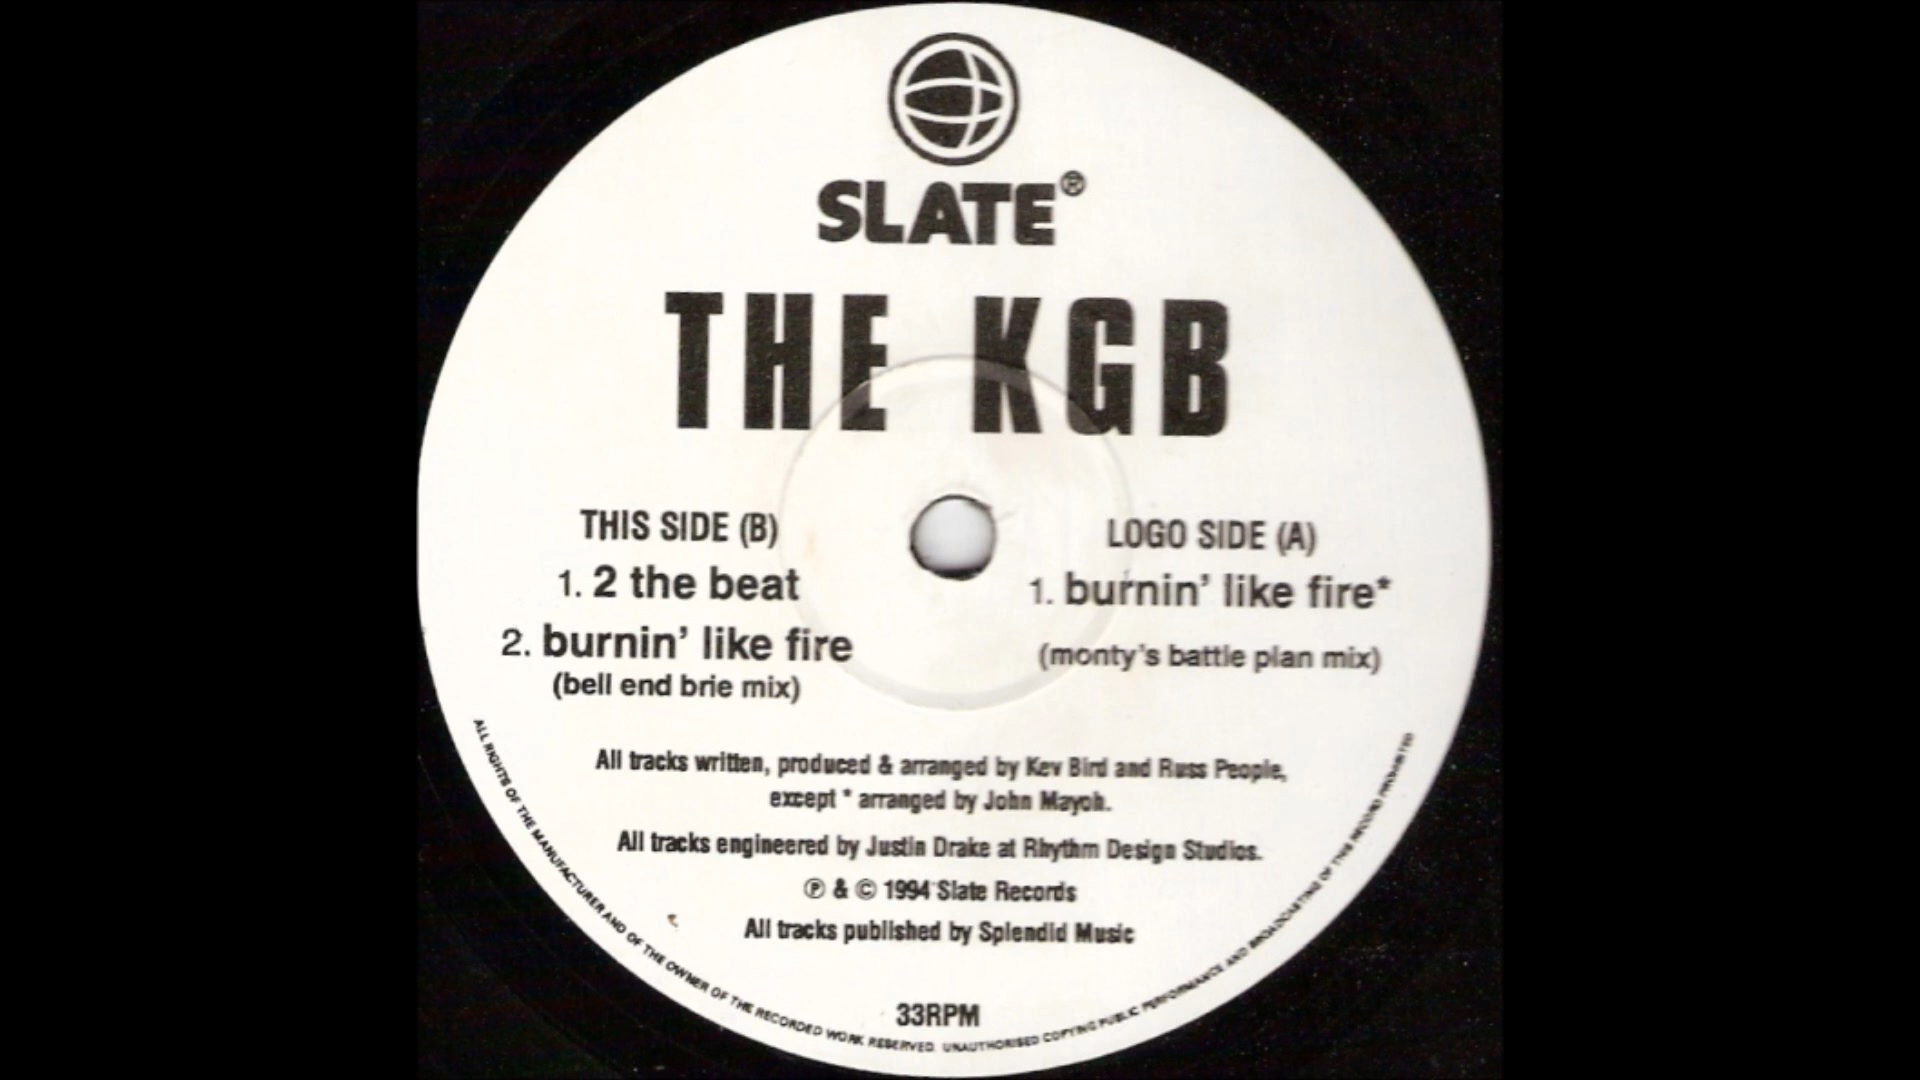 SLATE®
THE KGB
THIS SIDE (B)
1. 2 the beat
2. burnin' like fire
(bell end brie mix)
LOGO SIDE (A)
1. burnin' like fire*
(monty's battle plan mix)
All tracks written, produced & arranged by Kev Bird and Russ People,
except * arranged by John Mayoh.
All tracks engineered by Justin Drake at Rhythm Design Studios.
℗ & © 1994 Slate Records
All tracks published by Splendid Music
33RPM
ALL RIGHTS OF THE MANUFACTURER AND OF THE OWNER OF THE RECORDED WORK RESERVED. UNAUTHORISED COPYING PUBLIC PERFORMANCE AND BROADCASTING OF THIS RECORD PROHIBITED